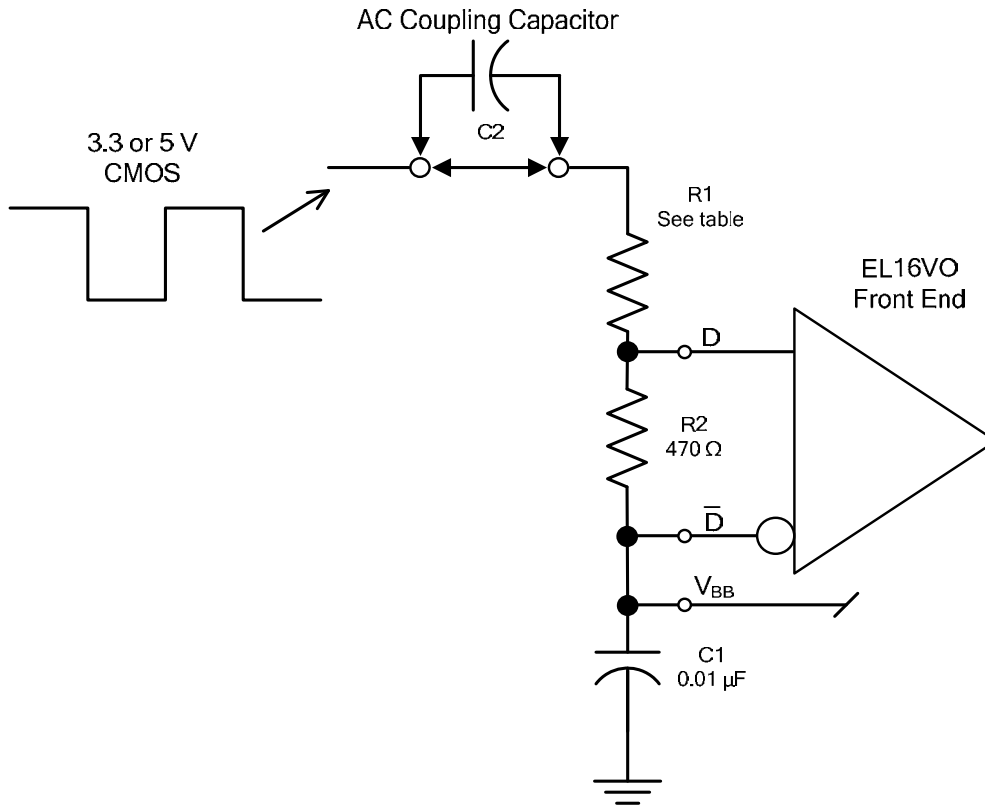 AC Coupling Capacitor
C2
3.3 or 5 V
CMOS
R1
See table
EL16VO
Front End
D
R2
470 Ω
D̅
VBB
C1
0.01 µF